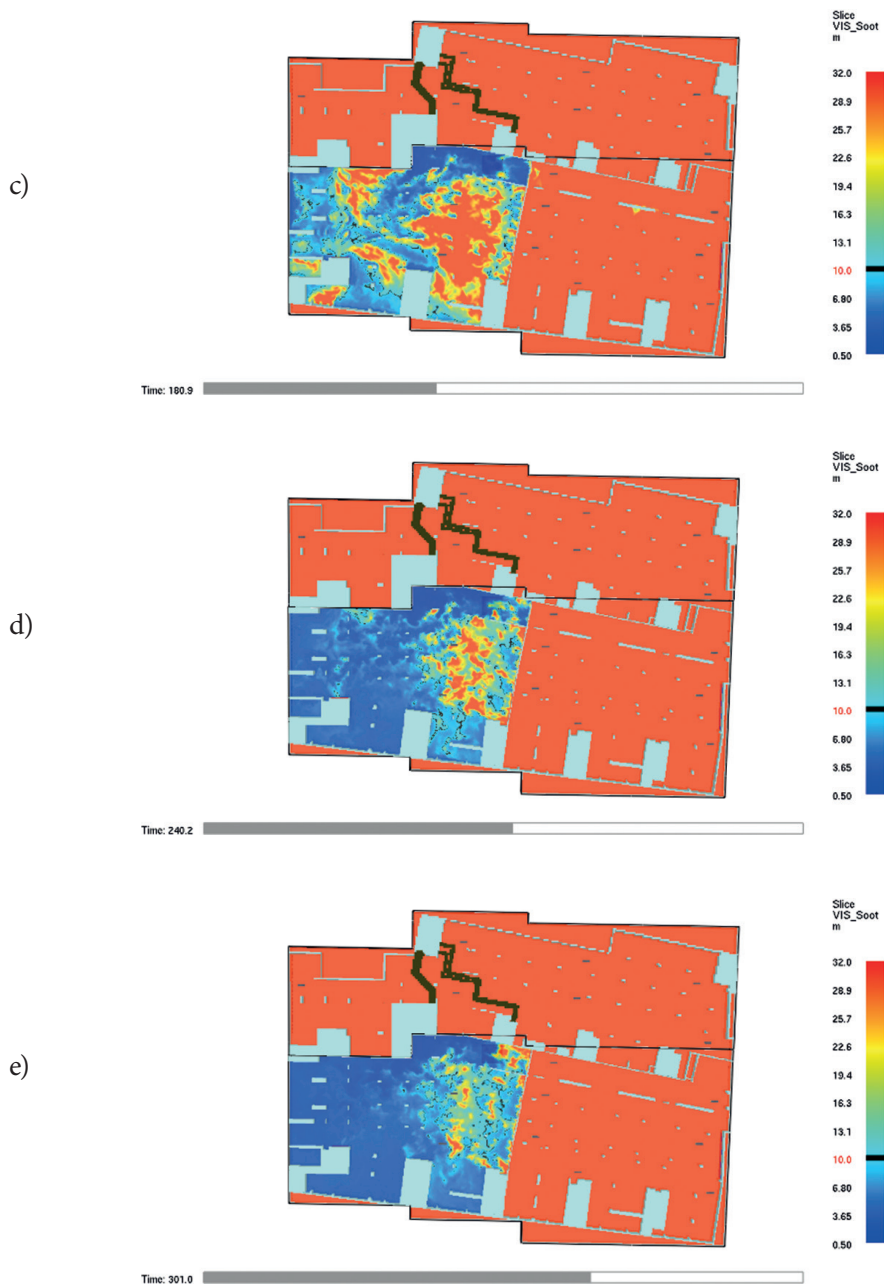 Slice
VIS_Soot
m
32.0
28.9
25.7
22.6
19.4
16.3
13.1
10.0
6.80
3.65
0.50
c)
Time: 180.9
Slice
VIS_Soot
m
32.0
28.9
25.7
22.6
19.4
16.3
13.1
10.0
6.80
3.65
0.50
d)
Time: 240.2
Slice
VIS_Soot
m
32.0
28.9
25.7
22.6
19.4
16.3
13.1
10.0
6.80
3.65
0.50
e)
Time: 301.0